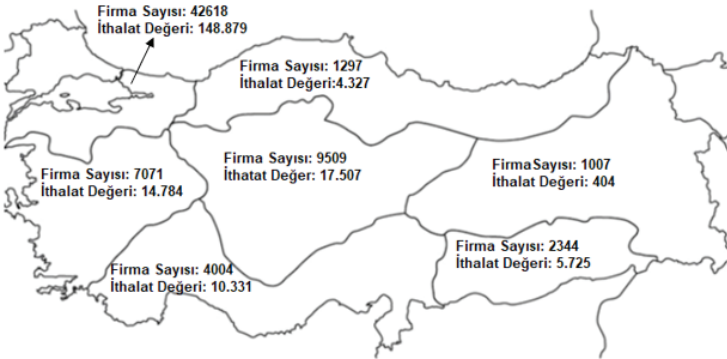 Firma Sayısı: 42618
İthalat Değeri: 148.879
Firma Sayısı: 1297
İthalat Değeri:4.327
Firma Sayısı: 9509
İthatat Değer: 17.507
FirmaSayısı: 1007
İthalat Değeri: 404
Firma Sayısı: 7071
İthalat Değeri: 14.784
Firma Sayısı: 2344
İthalat Değeri: 5.725
Firma Sayısı: 4004
İthalat Değeri: 10.331